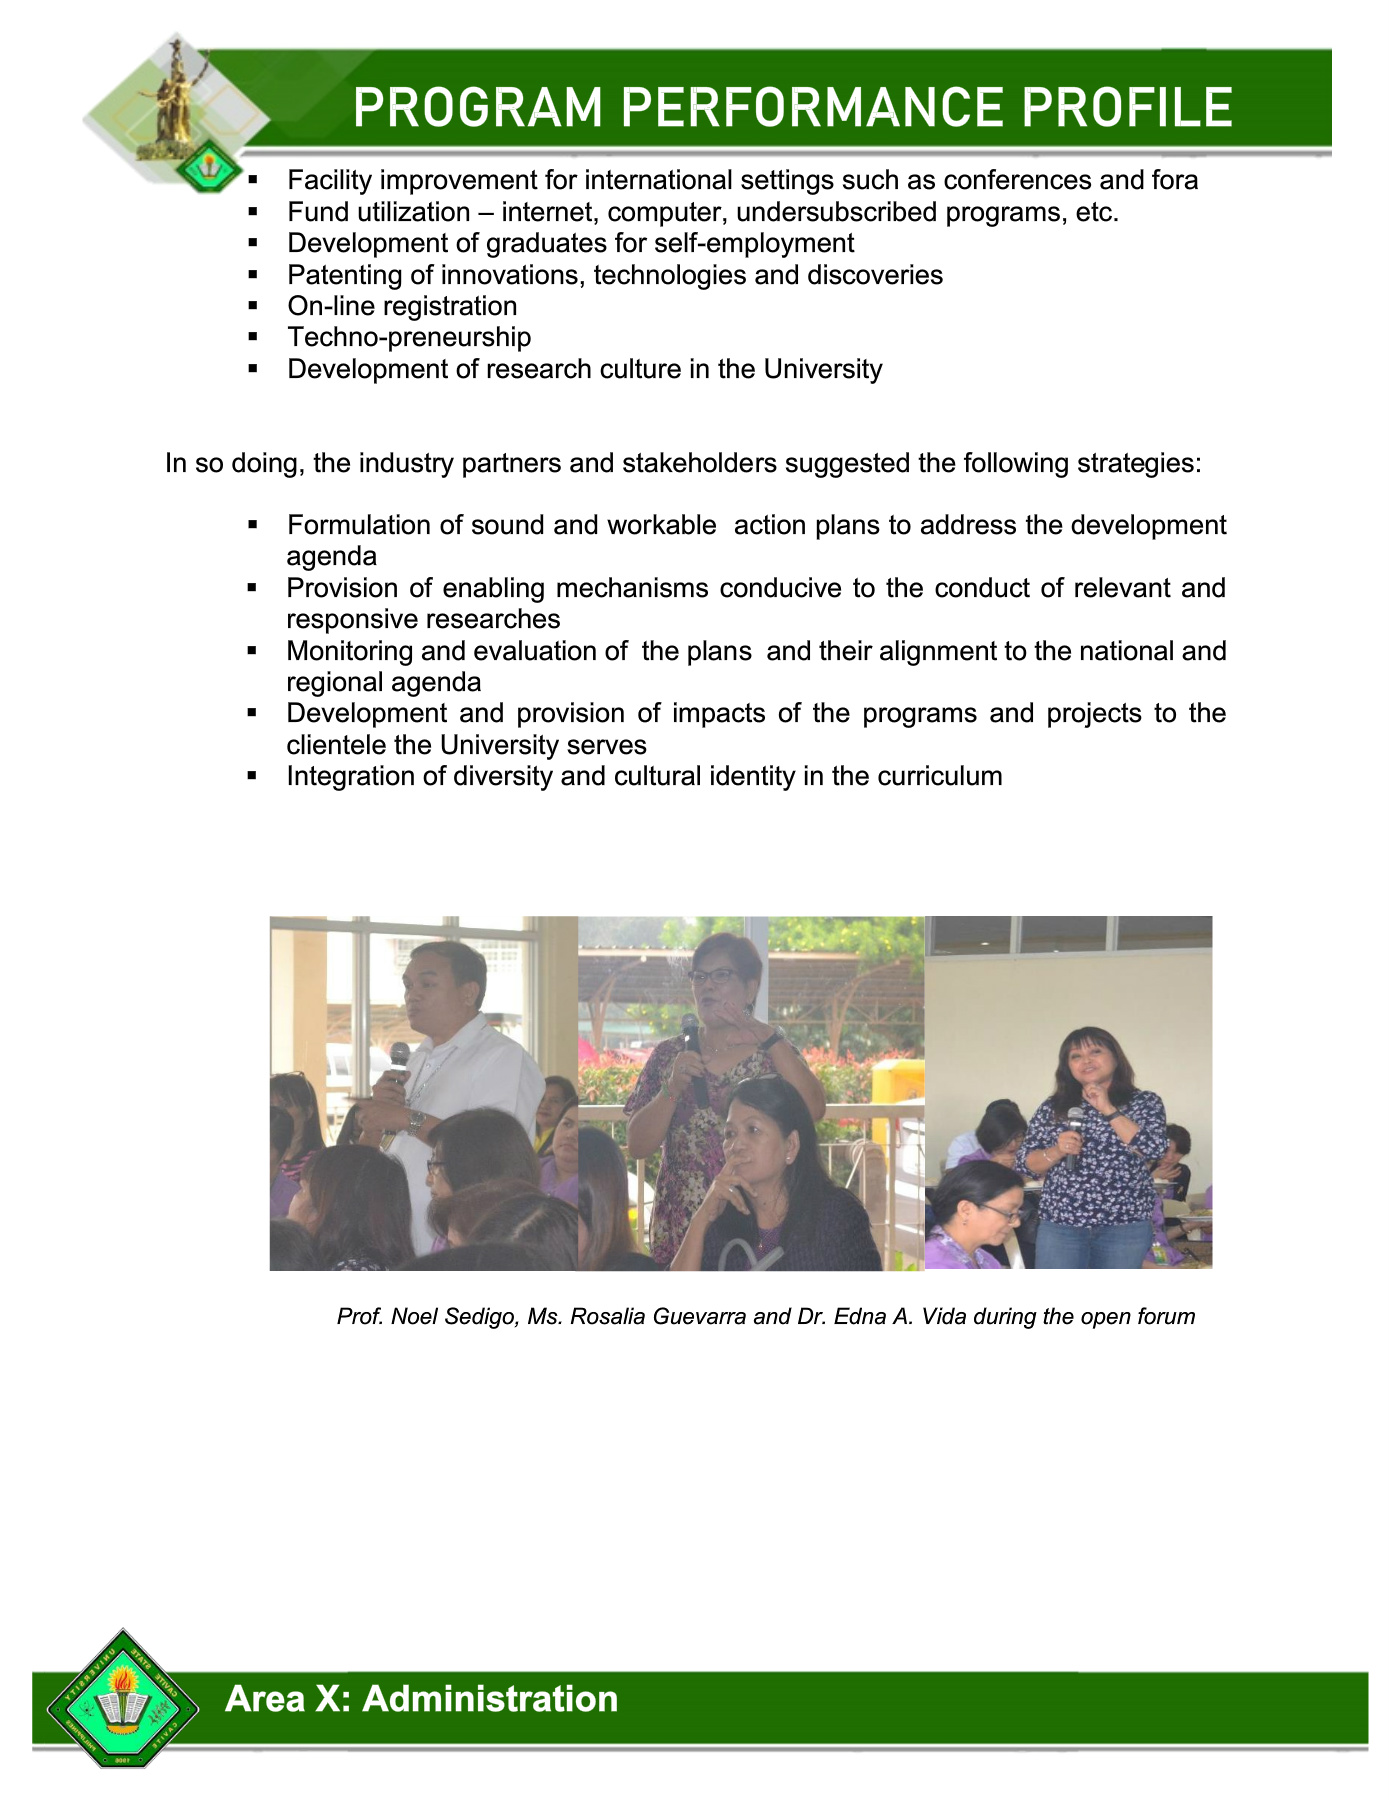 PROGRAM PERFORMANCE PROFILE
▪ Facility improvement for international settings such as conferences and fora
▪ Fund utilization – internet, computer, undersubscribed programs, etc.
▪ Development of graduates for self-employment
▪ Patenting of innovations, technologies and discoveries
▪ On-line registration
▪ Techno-preneurship
▪ Development of research culture in the University
In so doing, the industry partners and stakeholders suggested the following strategies:
▪ Formulation of sound and workable action plans to address the development
agenda
▪ Provision of enabling mechanisms conducive to the conduct of relevant and
responsive researches
▪ Monitoring and evaluation of the plans and their alignment to the national and
regional agenda
▪ Development and provision of impacts of the programs and projects to the
clientele the University serves
▪ Integration of diversity and cultural identity in the curriculum
Prof. Noel Sedigo, Ms. Rosalia Guevarra and Dr. Edna A. Vida during the open forum
CAVITE STATE UNIVERSITY
CAVITE
PHILIPPINES
1906
Area X: Administration